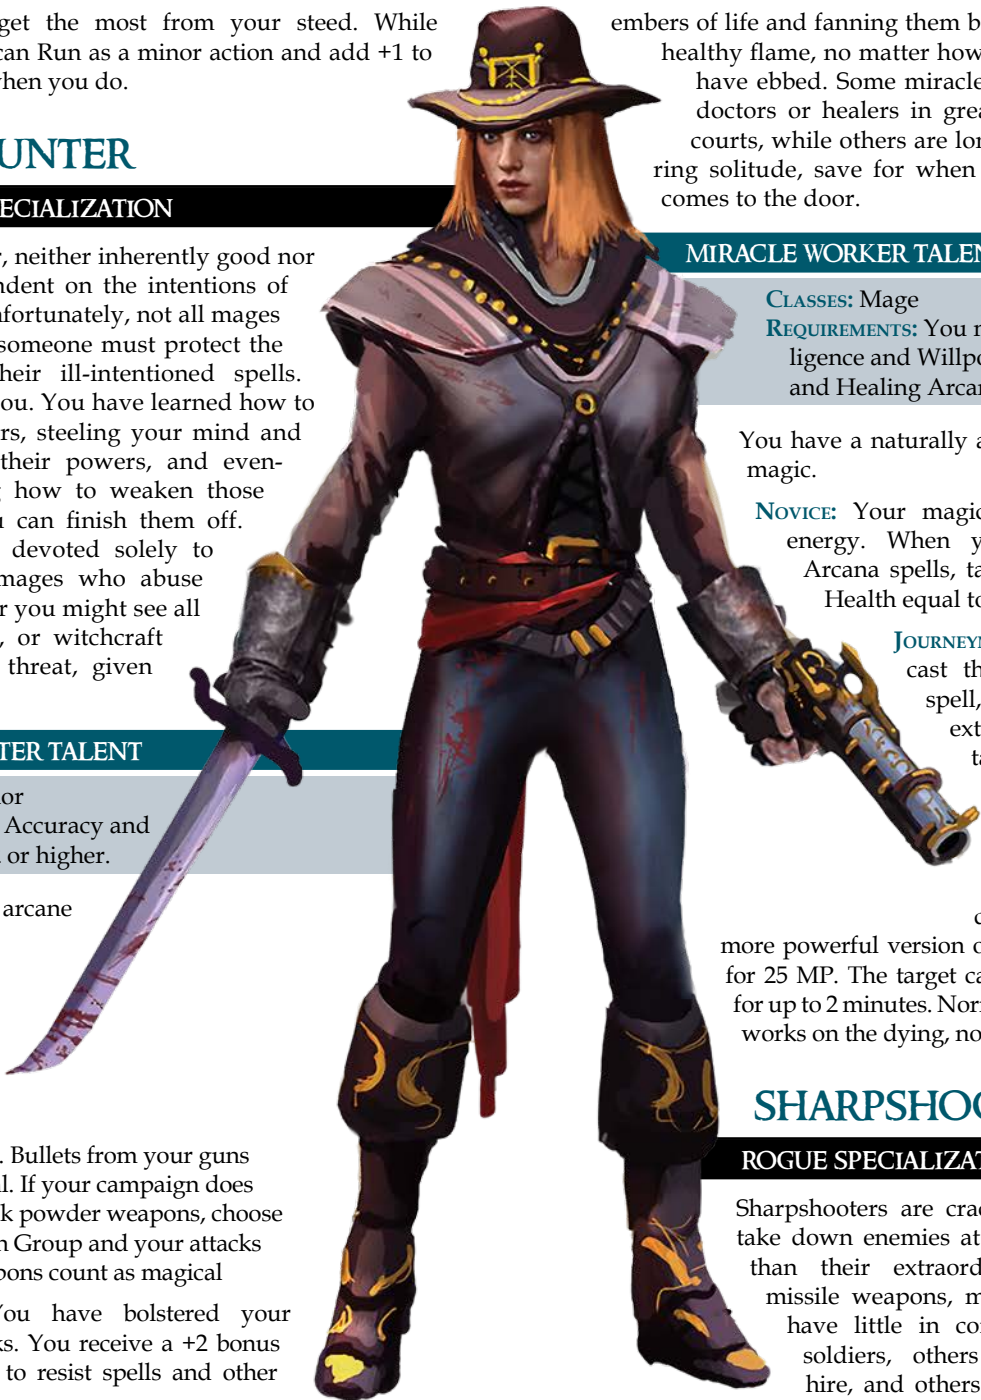 get the most from your steed. While
can Run as a minor action and add +1 to
when you do.
UNTER
ECIALIZATION
, neither inherently good nor
ndent on the intentions of
nfortunately, not all mages
someone must protect the
heir ill-intentioned spells.
ou. You have learned how to
rs, steeling your mind and
their powers, and even-
g how to weaken those
u can finish them off.
devoted solely to
mages who abuse
r you might see all
, or witchcraft
threat, given
TER TALENT
or
Accuracy and
or higher.
arcane
. Bullets from your guns
l. If your campaign does
k powder weapons, choose
n Group and your attacks
pons count as magical
You have bolstered your
ks. You receive a +2 bonus
to resist spells and other
embers of life and fanning them b
healthy flame, no matter how
have ebbed. Some miracle
doctors or healers in grea
courts, while others are lon
ring solitude, save for when
comes to the door.
MIRACLE WORKER TALEN
CLASSES: Mage
REQUIREMENTS: You m
ligence and Willpo
and Healing Arcan
You have a naturally a
magic.
NOVICE: Your magic
energy. When y
Arcana spells, ta
Health equal to
JOURNEYM
cast th
spell,
ext
ta
c
more powerful version o
for 25 MP. The target ca
for up to 2 minutes. Norm
works on the dying, no
SHARPSHOO
ROGUE SPECIALIZAT
Sharpshooters are crac
take down enemies at
than their extraord
missile weapons, m
have little in co
soldiers, others
hire, and others